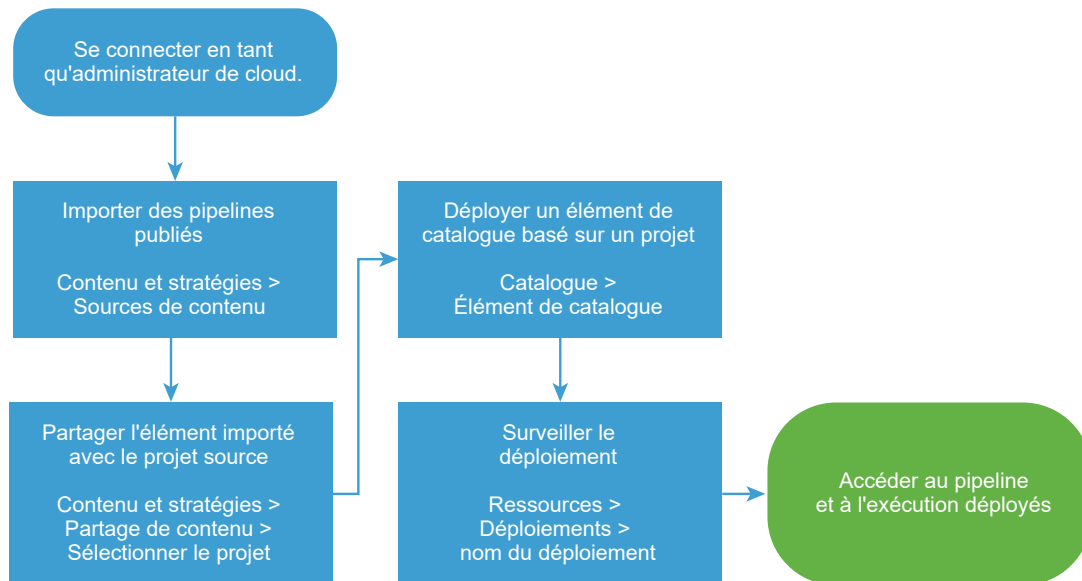 Se connecter en tant
qu'administrateur de cloud.
Importer des pipelines
publiés
Contenu et stratégies >
Sources de contenu
Partager l'élément importé
avec le projet source
Contenu et stratégies >
Partage de contenu >
Sélectionner le projet
Déployer un élément de
catalogue basé sur un projet
Catalogue >
Élément de catalogue
Surveiller le
déploiement
Ressources >
Déploiements >
nom du déploiement
Accéder au pipeline
et à l'exécution déployés